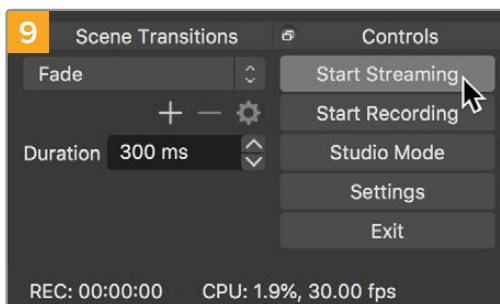 9
Scene Transitions
Controls
Fade
Start Streaming
Start Recording
Duration 300 ms
Studio Mode
Settings
Exit
REC: 00:00:00 CPU: 1.9%, 30.00 fps